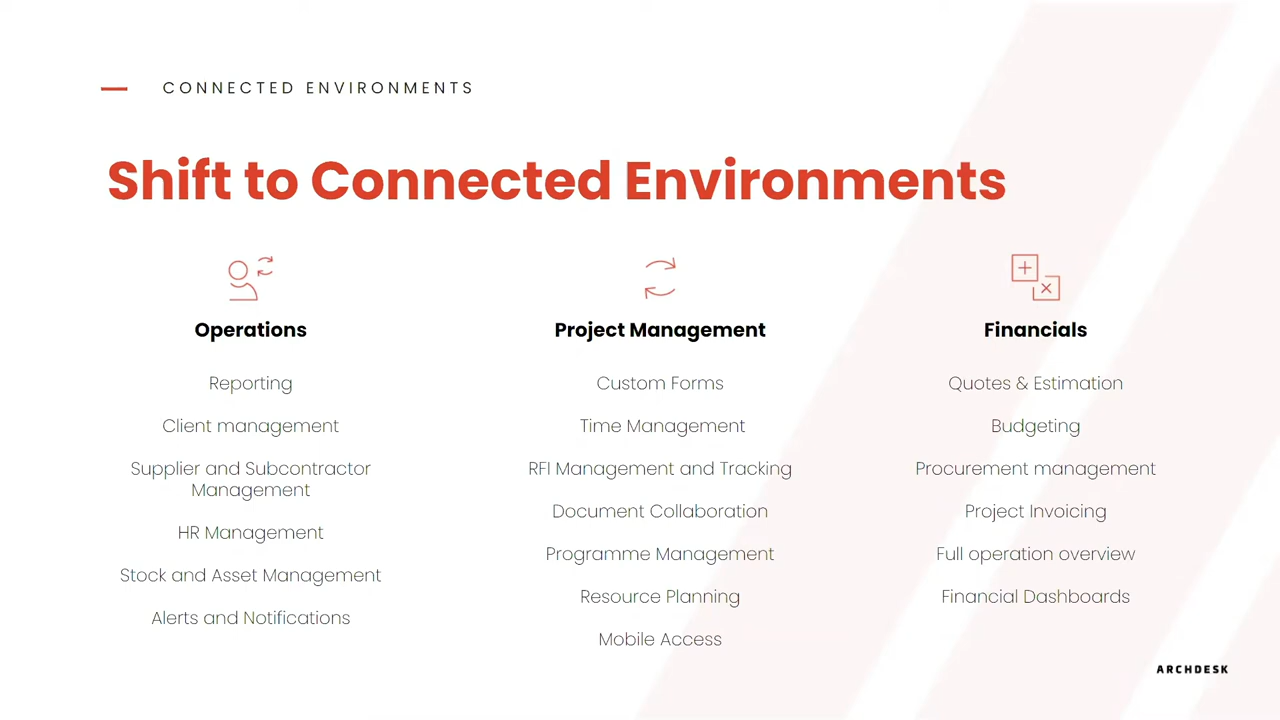 CONNECTED ENVIRONMENTS
Shift to Connected Environments
Operations
Reporting
Client management
Supplier and Subcontractor
Management
HR Management
Stock and Asset Management
Alerts and Notifications
Project Management
Custom Forms
Time Management
RFI Management and Tracking
Document Collaboration
Programme Management
Resource Planning
Mobile Access
Financials
Quotes & Estimation
Budgeting
Procurement management
Project Invoicing
Full operation overview
Financial Dashboards
ARCHDESK